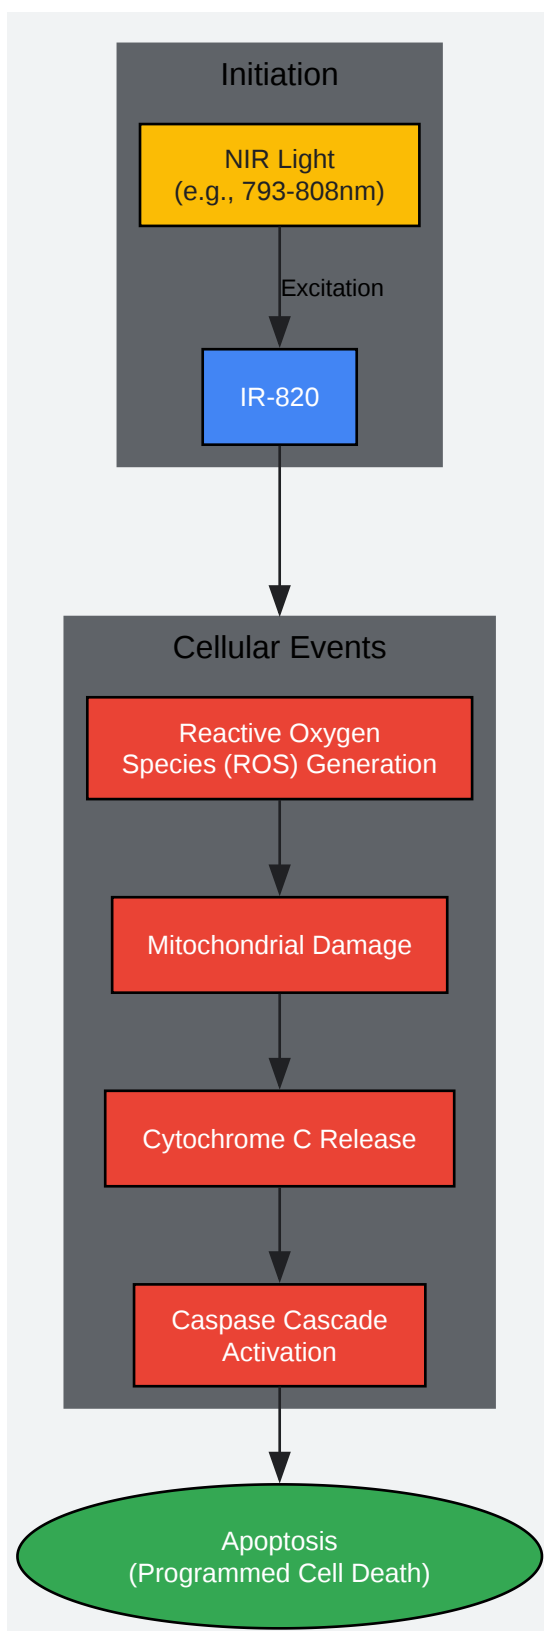 Initiation
NIR Light
(e.g., 793-808nm)
Excitation
IR-820
Cellular Events
Reactive Oxygen
Species (ROS) Generation
Mitochondrial Damage
Cytochrome C Release
Caspase Cascade
Activation
Apoptosis
(Programmed Cell Death)